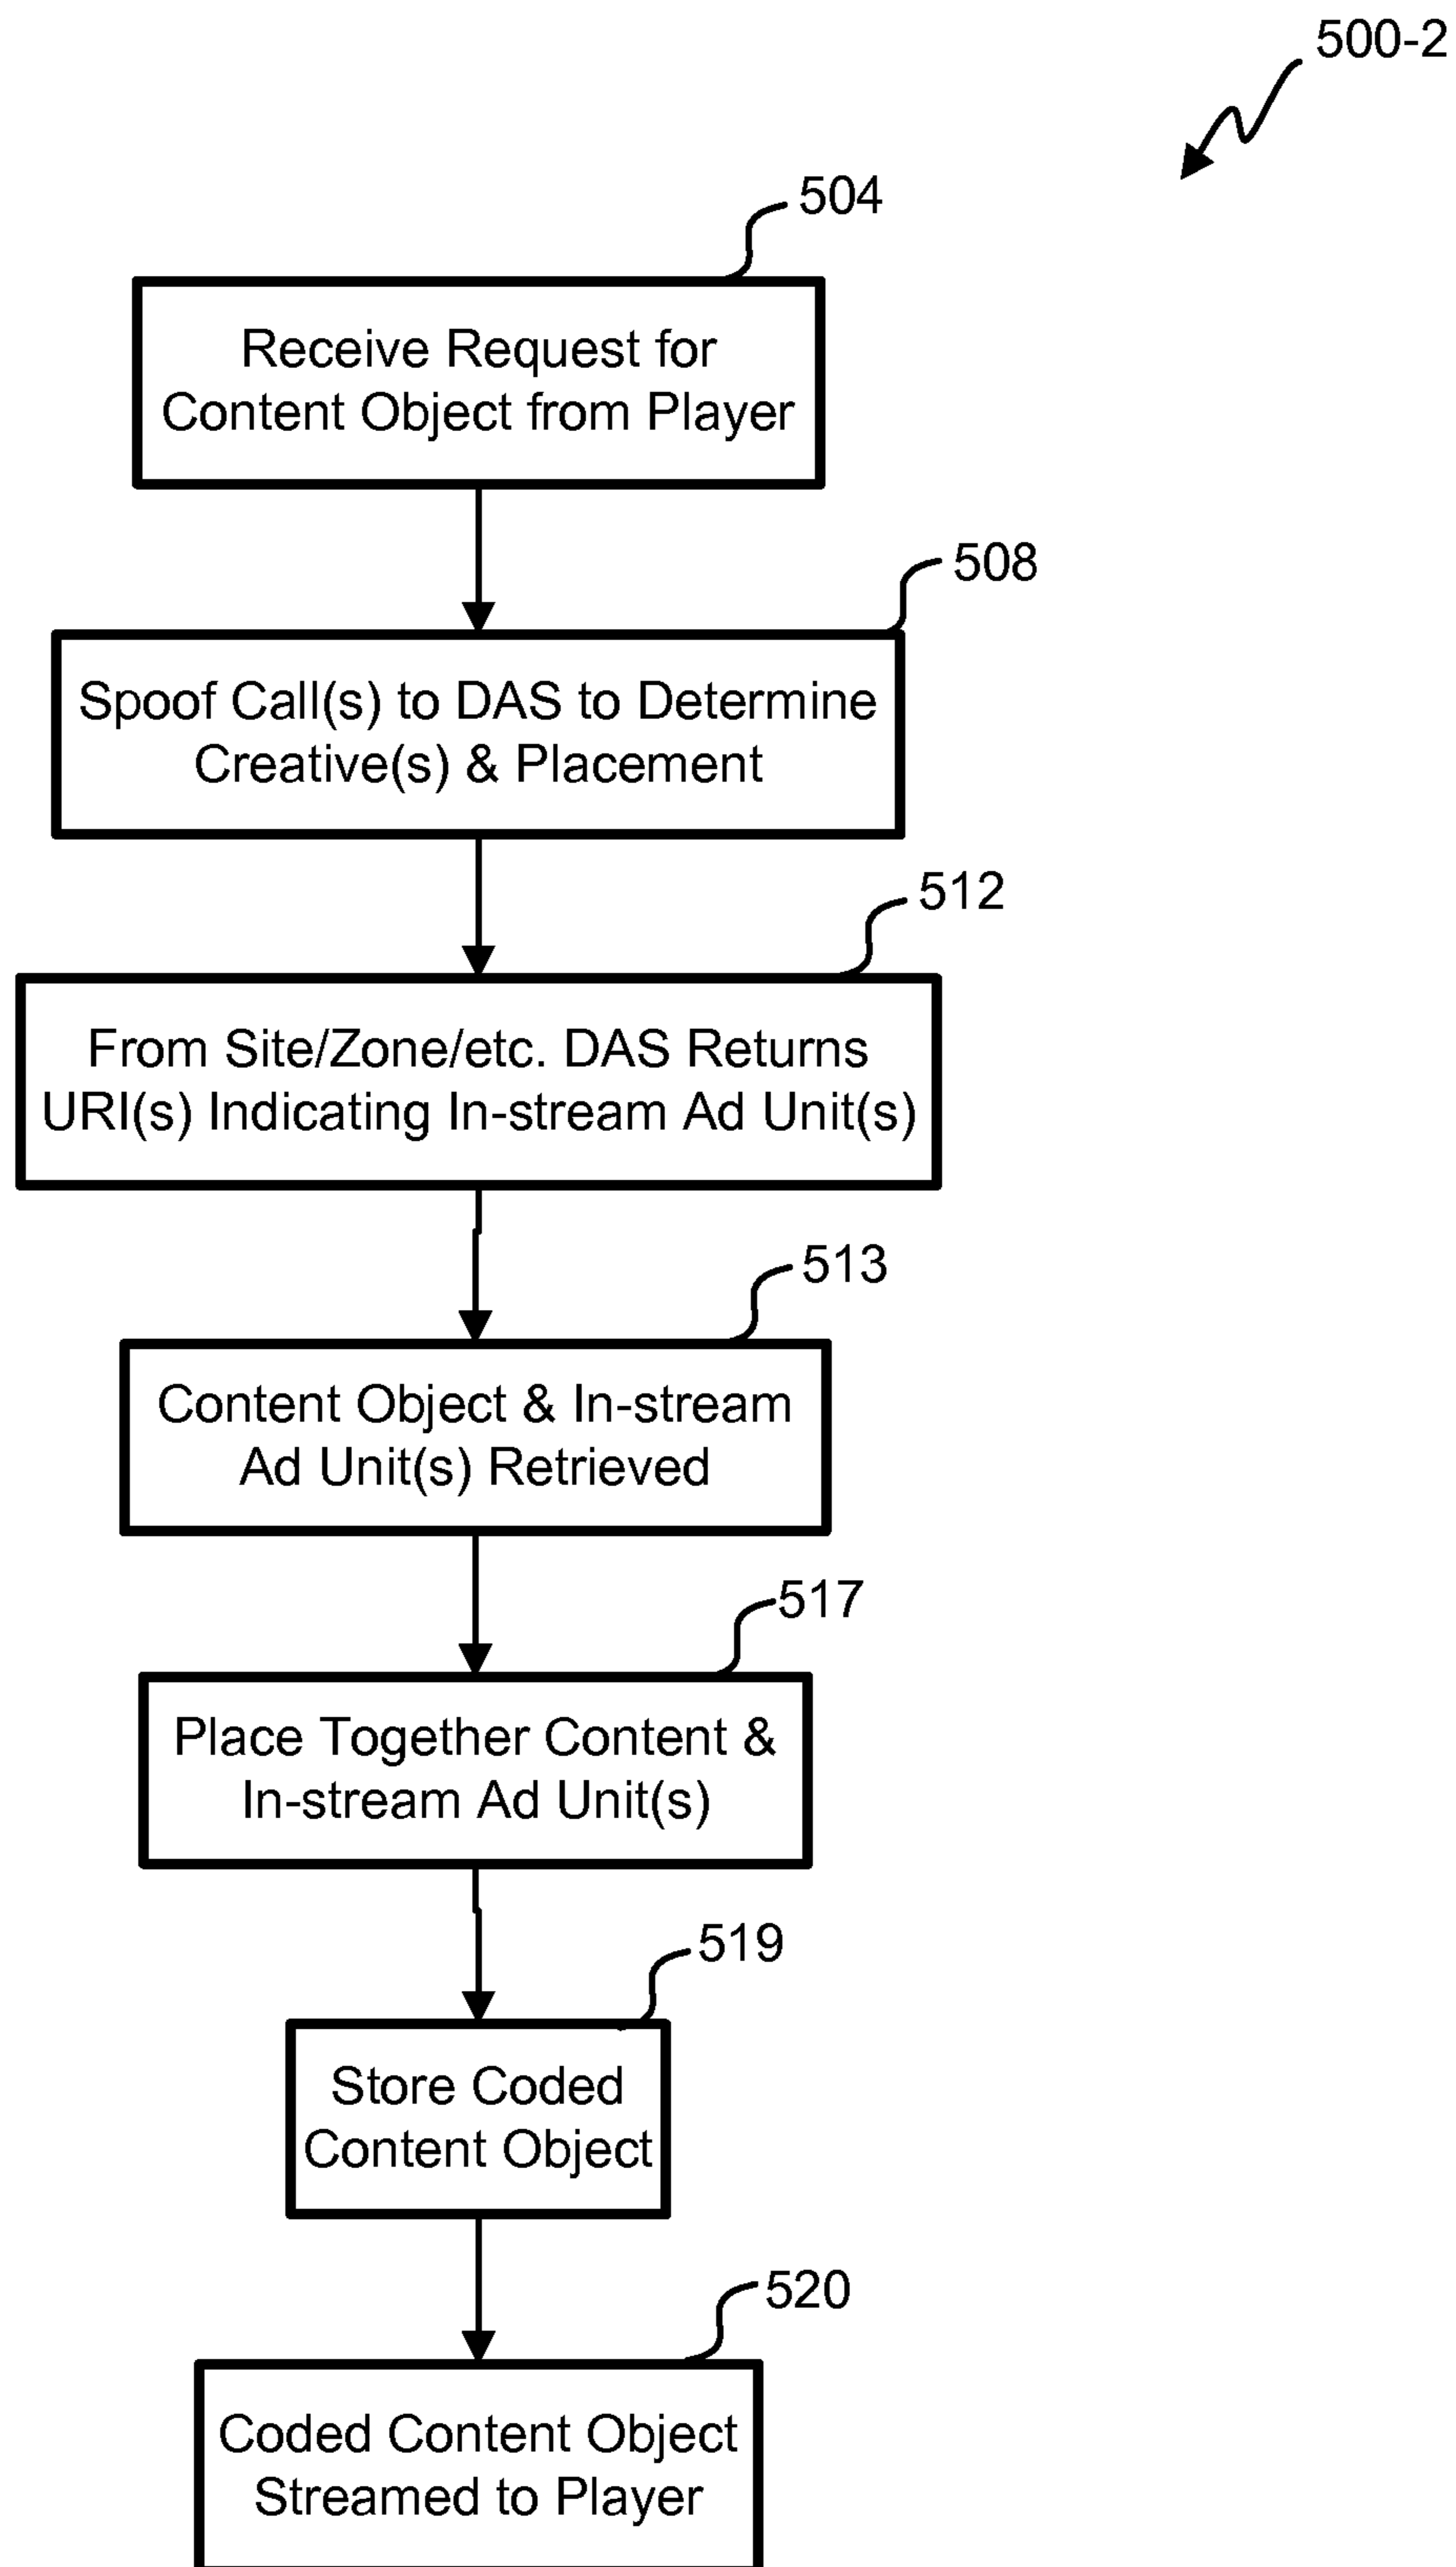 500-2
504
Receive Request for
Content Object from Player
508
Spoof Call(s) to DAS to Determine
Creative(s) & Placement
512
From Site/Zone/etc. DAS Returns
URI(s) Indicating In-stream Ad Unit(s)
513
Content Object & In-stream
Ad Unit(s) Retrieved
517
Place Together Content &
In-stream Ad Unit(s)
519
Store Coded
Content Object
520
Coded Content Object
Streamed to Player